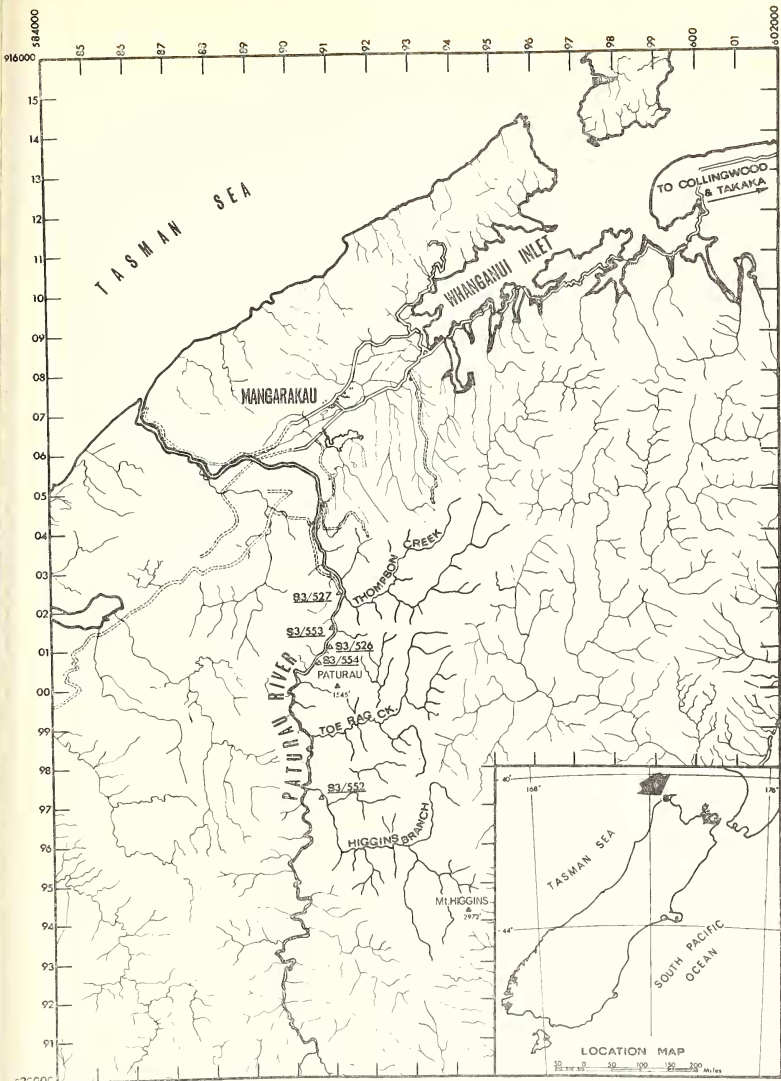 584000
85
86
87
88
89
90
91
92
93
94
95
96
97
98
99
600
01
602000
916000
15
14
13
12
11
10
09
08
07
06
05
04
03
02
01
00
99
98
97
96
95
94
93
92
91
TASMAN SEA
TO COLLINGWOOD
& TAKAKA
WHANGANUI INLET
MANGARAKAU
THOMPSON CREEK
S3/527
S3/553
S3/526
S3/554
PATURAU
1545'
PATURAU RIVER
TOE RAG CK.
S3/552
HIGGINS BRANCH
Mt. HIGGINS
2972'
40°
168°
178°
TASMAN SEA
44°
SOUTH PACIFIC
OCEAN
LOCATION MAP
50 0 50 100 150 200 Miles